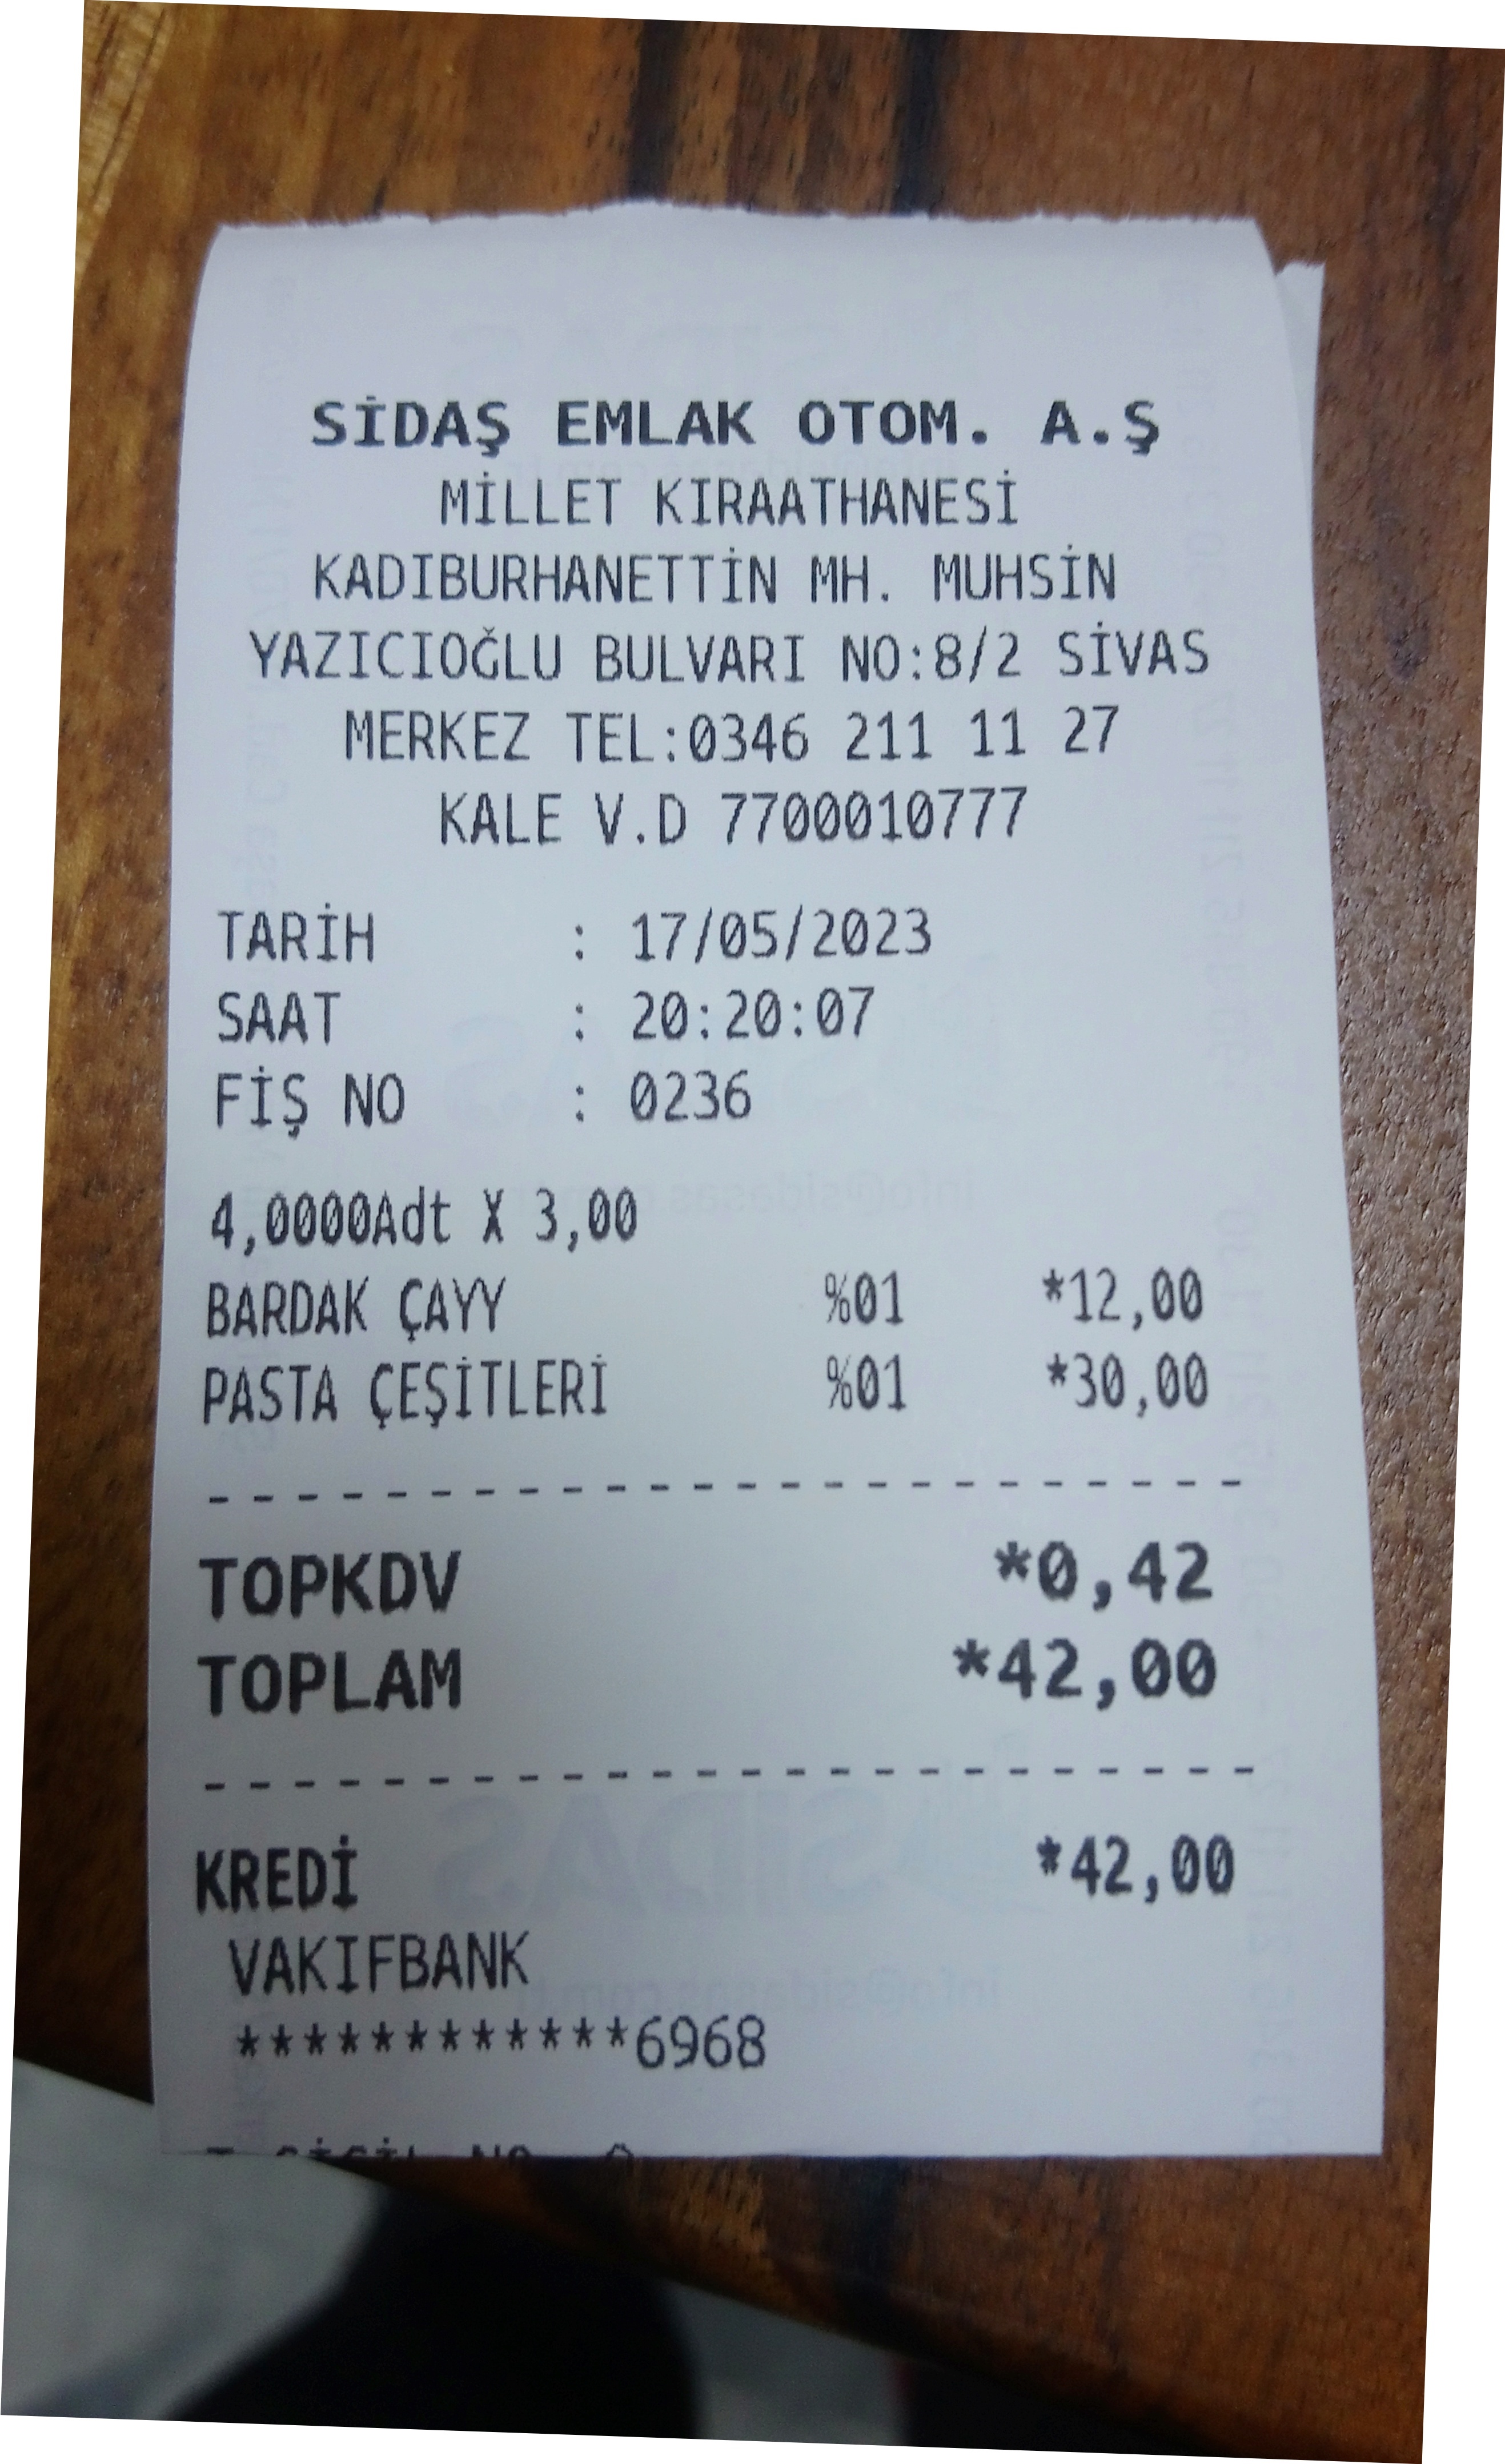 SİDAŞ EMLAK OTOM. A.Ş
MİLLET KIRAATHANESİ
KADIBURHANETTİN MH. MUHSİN
YAZICIOĞLU BULVARI NO:8/2 SİVAS
MERKEZ TEL:0346 211 11 27
KALE V.D 7700010777
TARİH : 17/05/2023
SAAT : 20:20:07
FİŞ NO : 0236
4,0000Adt X 3,00
BARDAK ÇAYY %01 *12,00
PASTA ÇEŞİTLERİ %01 *30,00
TOPKDV *0,42
TOPLAM *42,00
KREDİ *42,00
VAKIFBANK
************6968